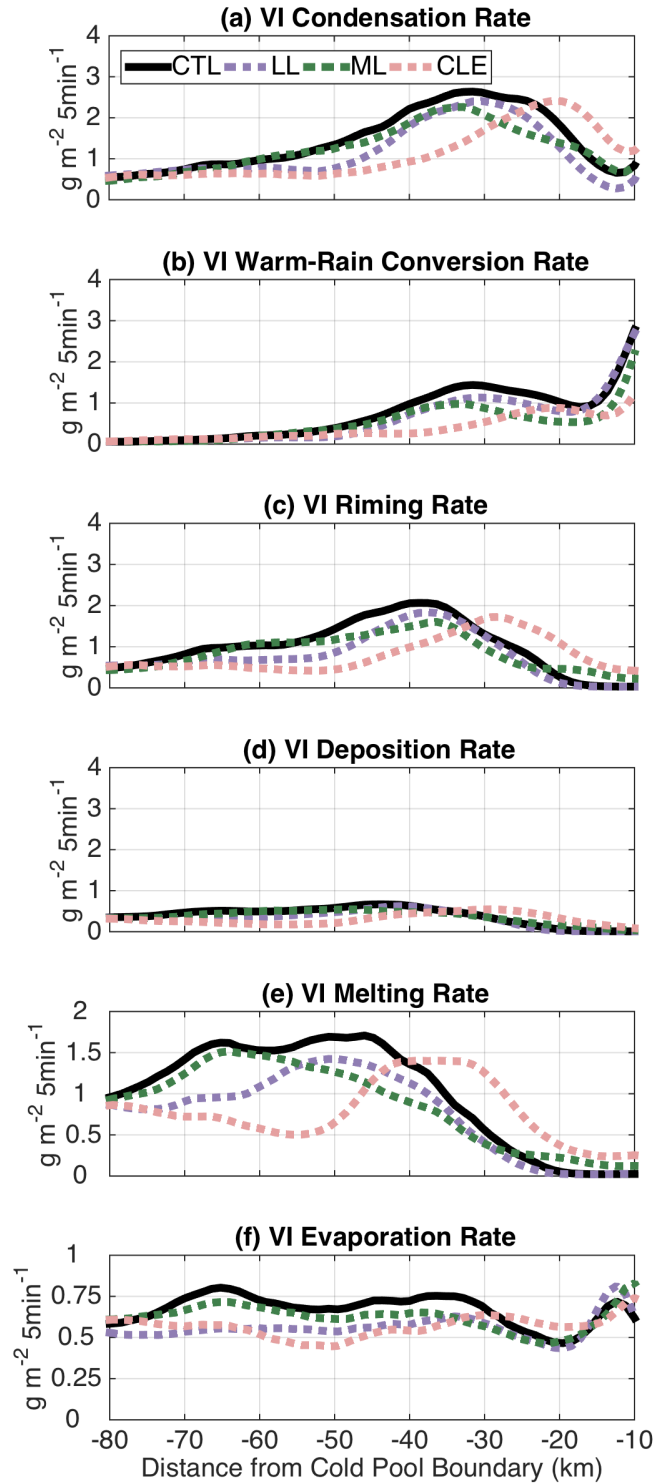 (a) VI Condensation Rate
CTL LL ML CLE
4
3
2
1
0
g m-2 5min-1
(b) VI Warm-Rain Conversion Rate
4
3
2
1
0
g m-2 5min-1
(c) VI Riming Rate
4
3
2
1
0
g m-2 5min-1
(d) VI Deposition Rate
4
3
2
1
0
g m-2 5min-1
(e) VI Melting Rate
2
1.5
1
0.5
0
g m-2 5min-1
(f) VI Evaporation Rate
1
0.75
0.5
0.25
0
g m-2 5min-1
-80 -70 -60 -50 -40 -30 -20 -10
Distance from Cold Pool Boundary (km)